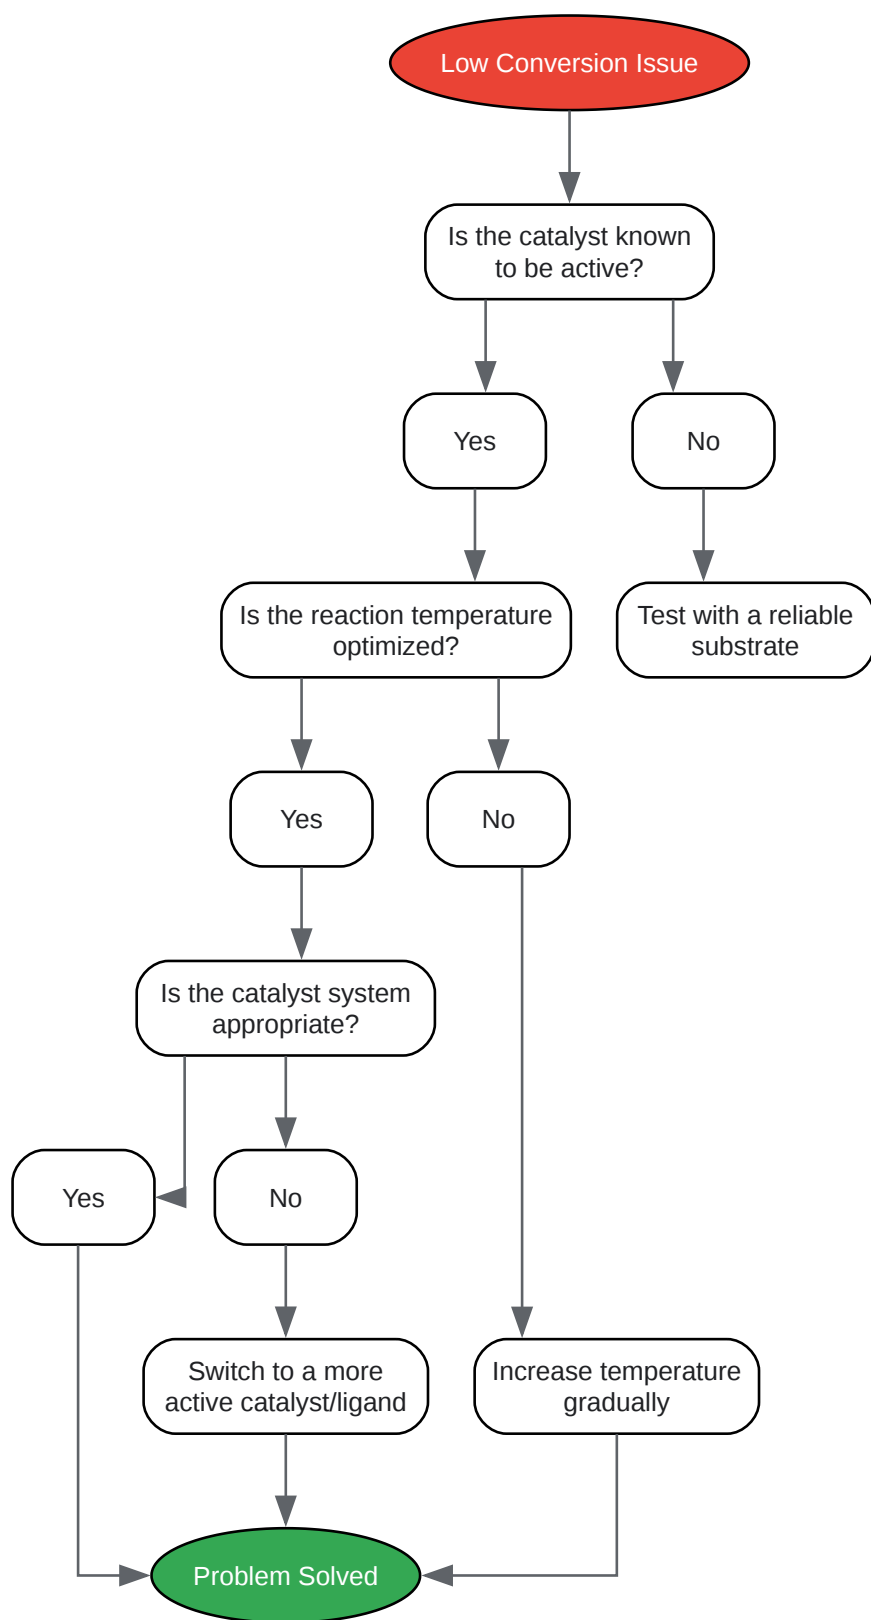 Low Conversion Issue
Is the catalyst known
to be active?
Yes
No
Is the reaction temperature
optimized?
Test with a reliable
substrate
Yes
No
Is the catalyst system
appropriate?
Yes
No
Switch to a more
active catalyst/ligand
Increase temperature
gradually
Problem Solved